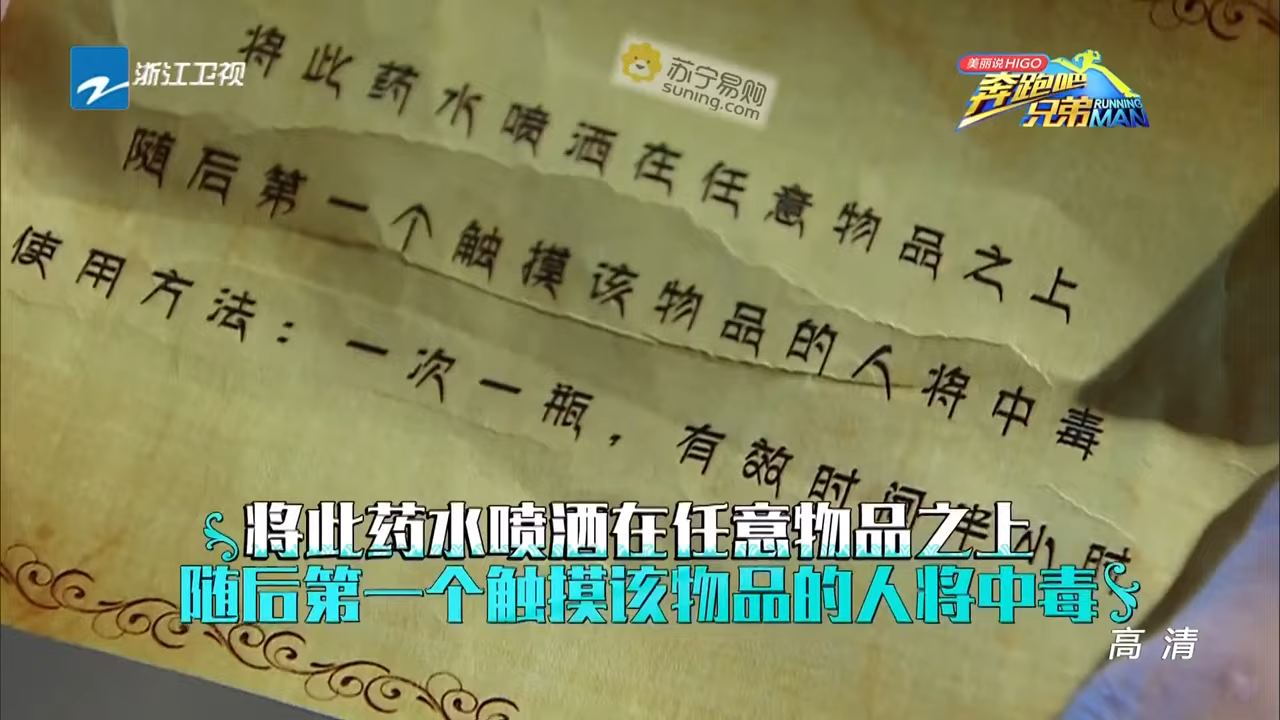 浙江卫视
苏宁易购
suning.com
美丽说HIGO
奔跑吧
兄弟
RUNNING
MAN
将此药水喷洒在任意物品之上
随后第一个触摸该物品的人将中毒
使用方法：一次一瓶，有效时间半小时
将此药水喷洒在任意物品之上
随后第一个触摸该物品的人将中毒
高清